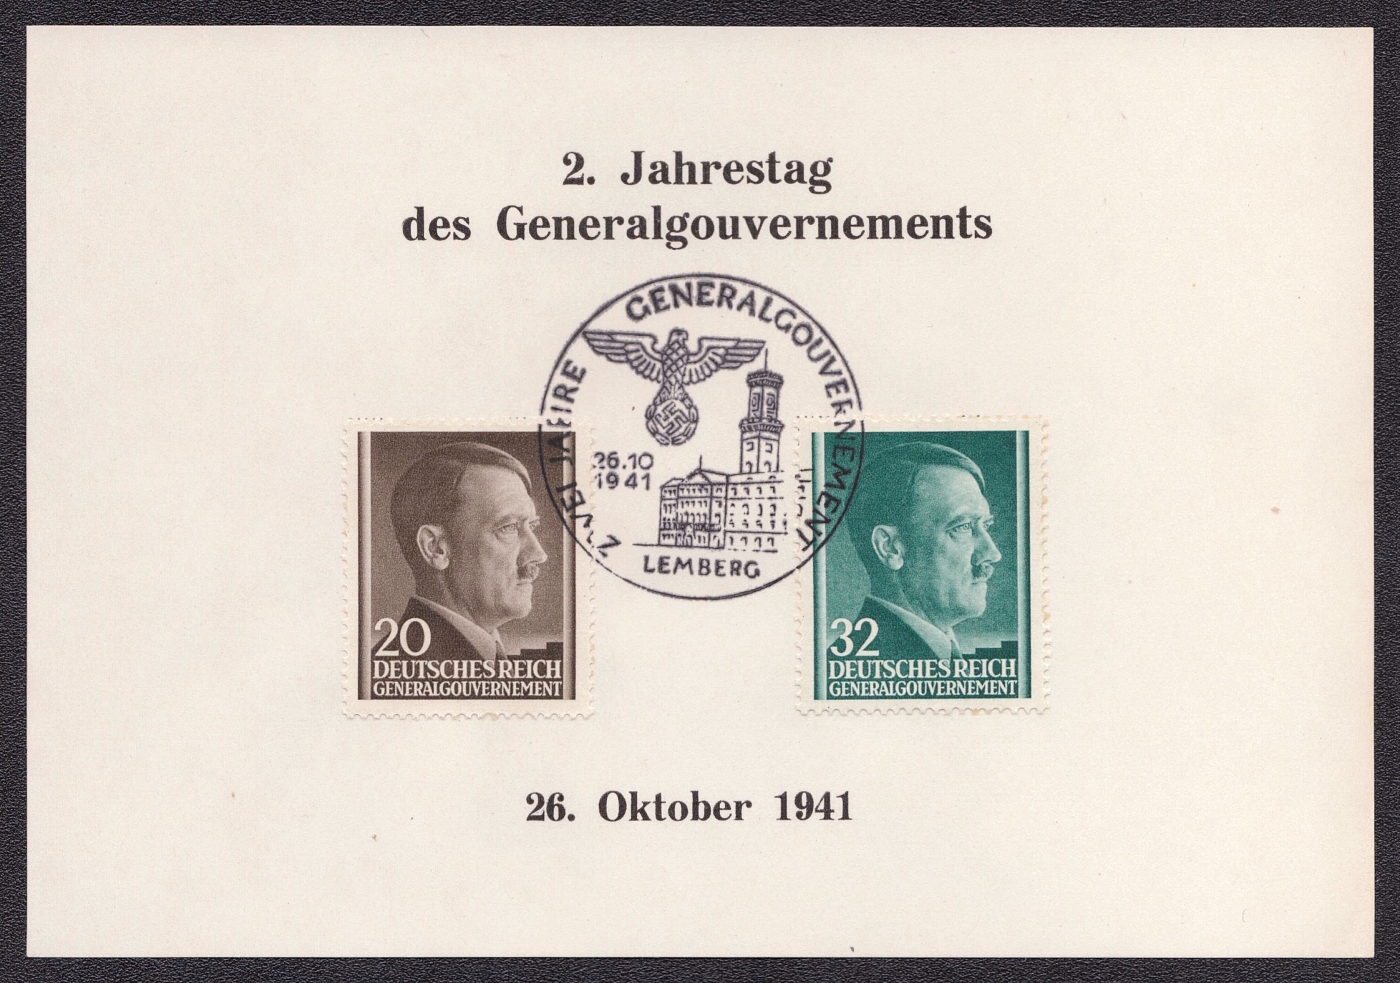 2. Jahrestag
des Generalgouvernements
ZWEI JAHRE GENERALGOUVERNEMENT
26.10
1941
LEMBERG
20
DEUTSCHES REICH
GENERALGOUVERNEMENT
32
DEUTSCHES REICH
GENERALGOUVERNEMENT
26. Oktober 1941